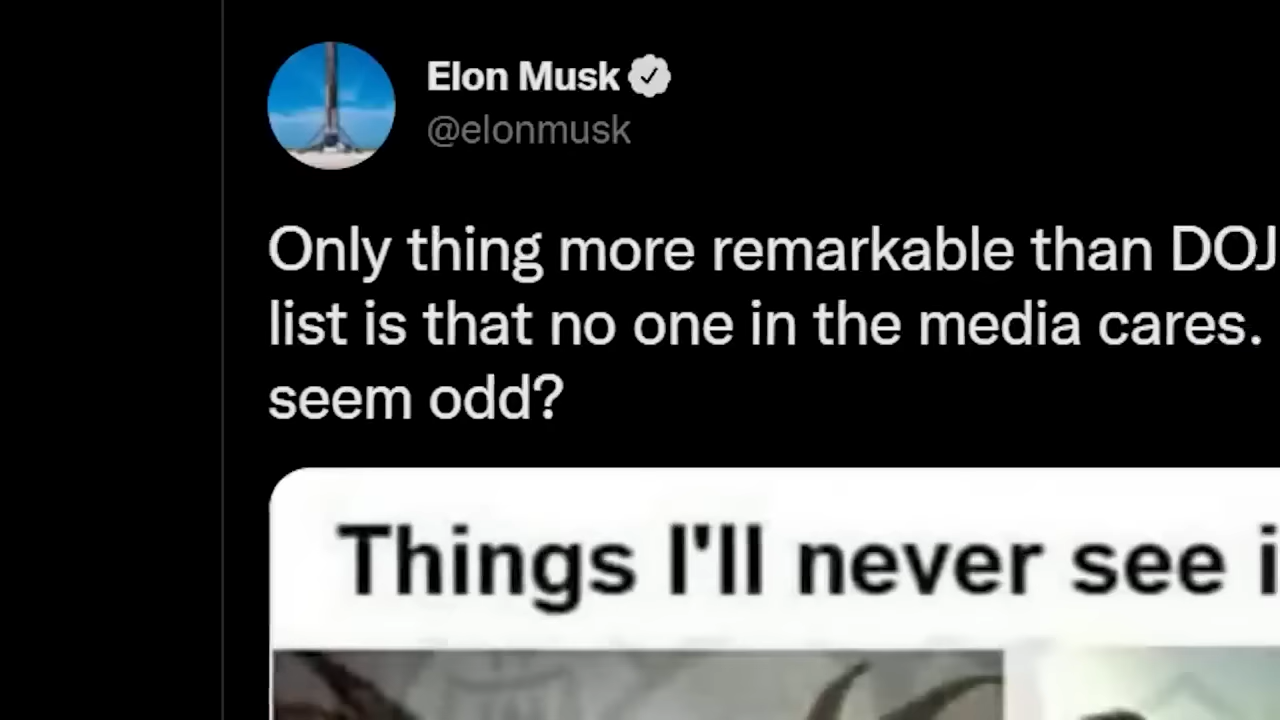 Elon Musk
@elonmusk
Only thing more remarkable than DOJ
list is that no one in the media cares.
seem odd?
Things I'll never see i